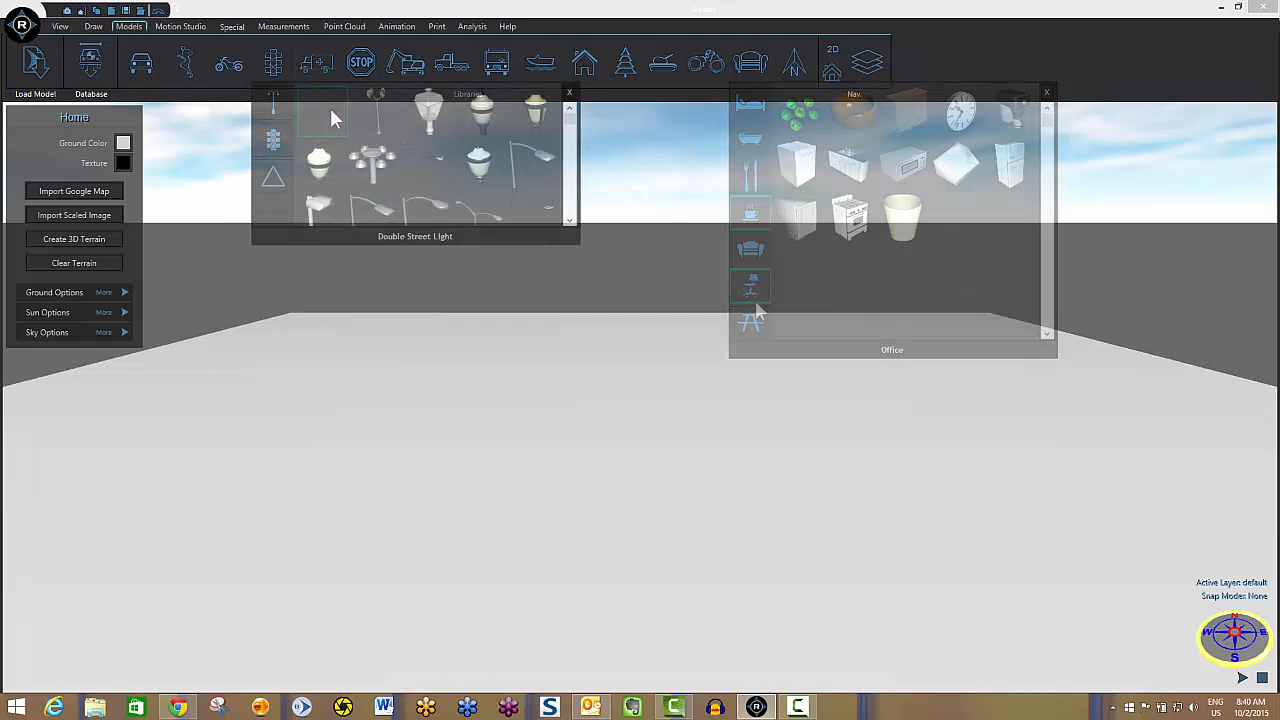 View Draw Models Motion Studio Special Measurements Point Cloud Animation Print Analysis Help
STOP
2D
Load Model Database
Libraries
X
Nav.
X
Home
Ground Color
Texture
Import Google Map
Import Scaled Image
Create 3D Terrain
Clear Terrain
Ground Options More
Sun Options More
Sky Options More
Double Street Light
Office
Active Layer: default
Snap Mode: None
N
W E
S
ENG 8:40 AM
US 10/2/2015